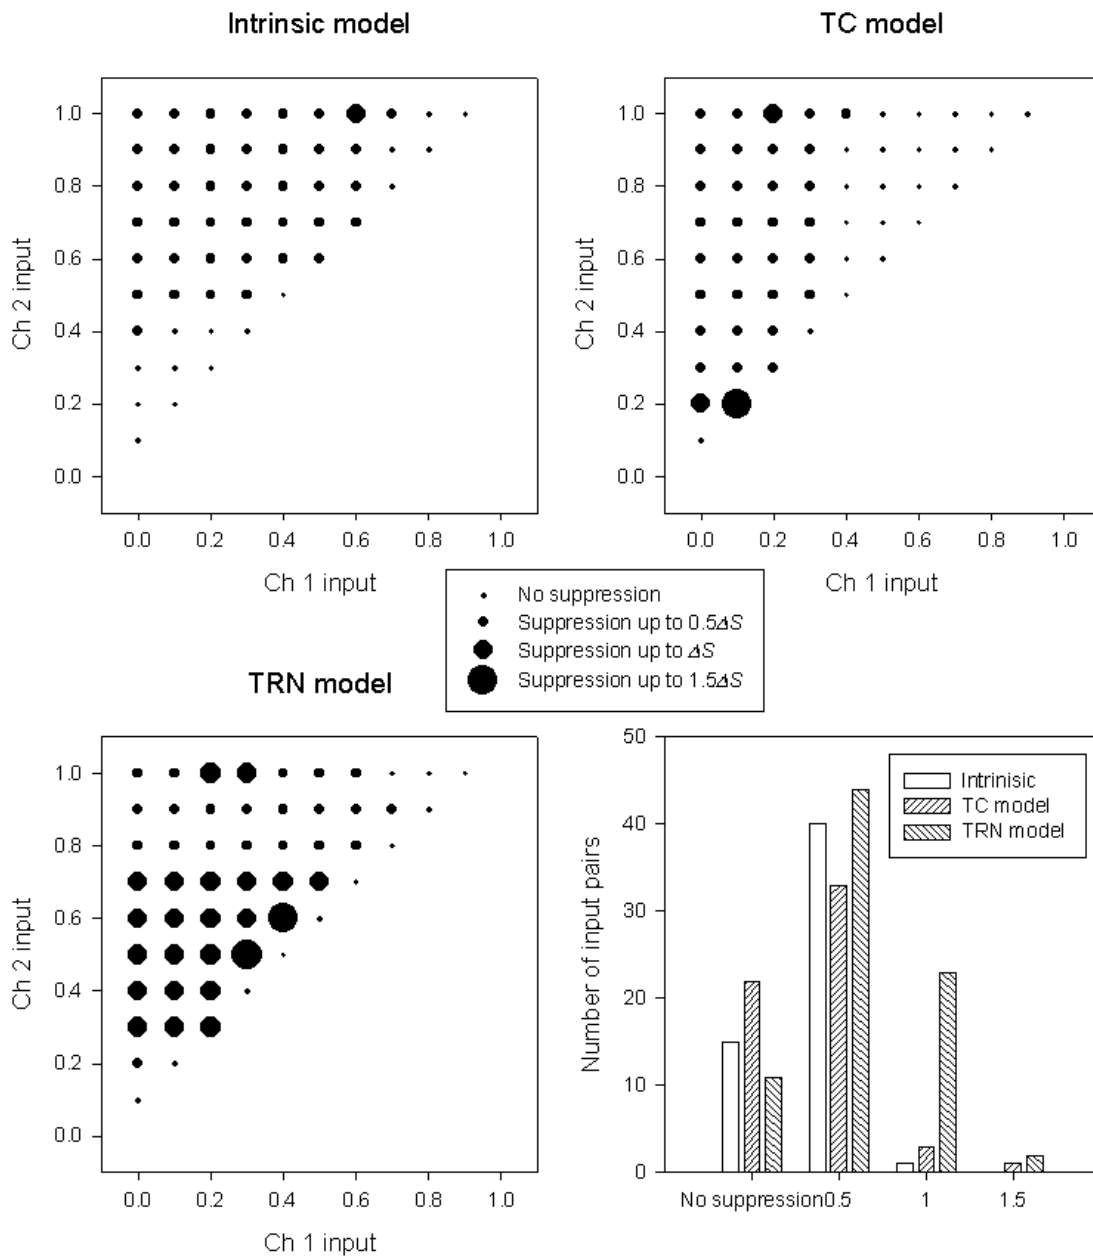 Intrinsic model
TC model
1.0
0.8
0.6
0.4
0.2
0.0
Ch 2 input
0.0 0.2 0.4 0.6 0.8 1.0
Ch 1 input
1.0
0.8
0.6
0.4
0.2
0.0
Ch 2 input
0.0 0.2 0.4 0.6 0.8 1.0
Ch 1 input
No suppression
Suppression up to 0.5ΔS
Suppression up to ΔS
Suppression up to 1.5ΔS
TRN model
1.0
0.8
0.6
0.4
0.2
0.0
Ch 2 input
0.0 0.2 0.4 0.6 0.8 1.0
Ch 1 input
50
40
30
20
10
0
Number of input pairs
Intrinisic
TC model
TRN model
No suppression 0.5 1 1.5